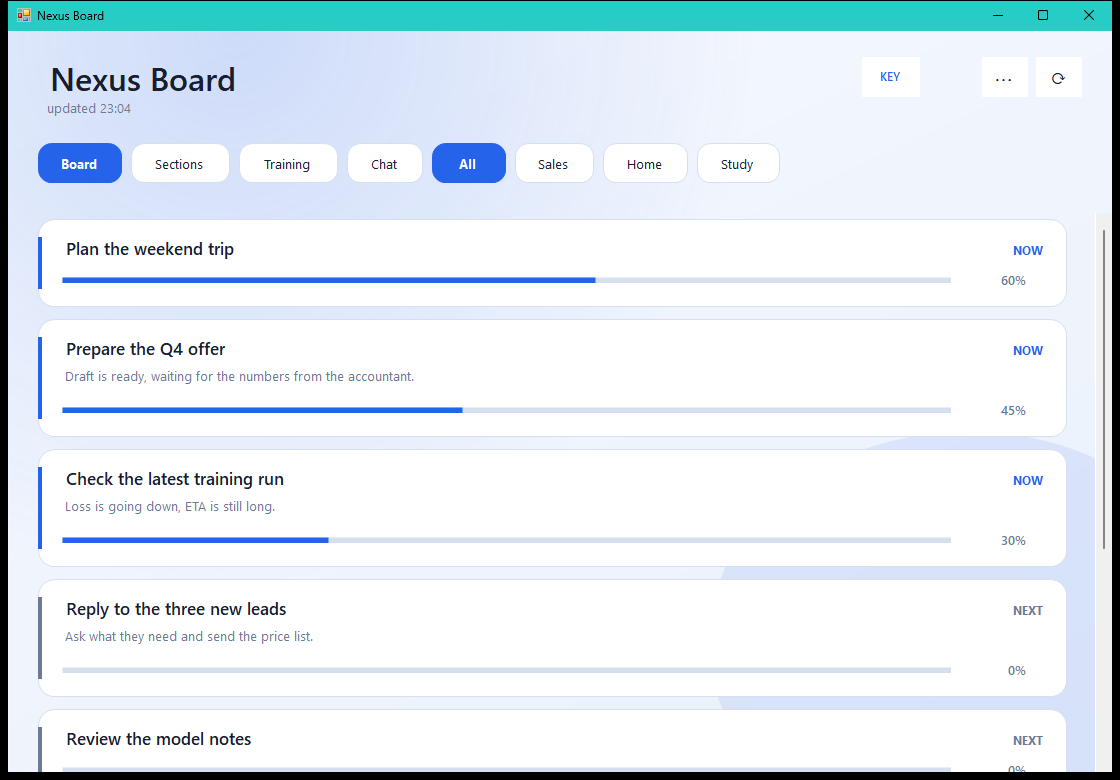 Nexus Board
Nexus Board
updated 23:04
KEY
...
Board Sections Training Chat All Sales Home Study
Plan the weekend trip
NOW
60%
Prepare the Q4 offer
NOW
Draft is ready, waiting for the numbers from the accountant.
45%
Check the latest training run
NOW
Loss is going down, ETA is still long.
30%
Reply to the three new leads
NEXT
Ask what they need and send the price list.
0%
Review the model notes
NEXT
0%